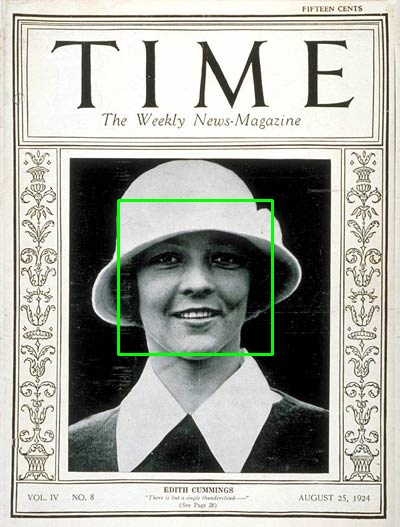 FIFTEEN CENTS
TIME
The Weekly News-Magazine
EDITH CUMMINGS
VOL. IV NO. 8 "There is but a single thundercloud——". AUGUST 25, 1924
(See Page 28)